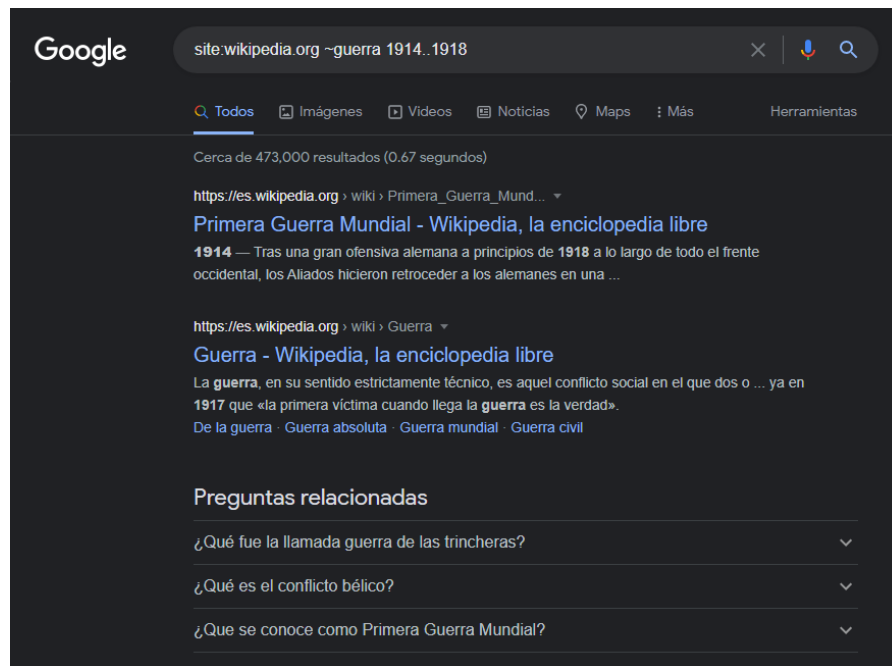 Google
site:wikipedia.org ~guerra 1914..1918
Todos Imágenes Videos Noticias Maps Más Herramientas
Cerca de 473,000 resultados (0.67 segundos)
https://es.wikipedia.org › wiki › Primera_Guerra_Mund...
Primera Guerra Mundial - Wikipedia, la enciclopedia libre
1914 — Tras una gran ofensiva alemana a principios de 1918 a lo largo de todo el frente
occidental, los Aliados hicieron retroceder a los alemanes en una ...
https://es.wikipedia.org › wiki › Guerra
Guerra - Wikipedia, la enciclopedia libre
La guerra, en su sentido estrictamente técnico, es aquel conflicto social en el que dos o ... ya en
1917 que «la primera víctima cuando llega la guerra es la verdad».
De la guerra · Guerra absoluta · Guerra mundial · Guerra civil
Preguntas relacionadas
¿Qué fue la llamada guerra de las trincheras?
¿Qué es el conflicto bélico?
¿Que se conoce como Primera Guerra Mundial?